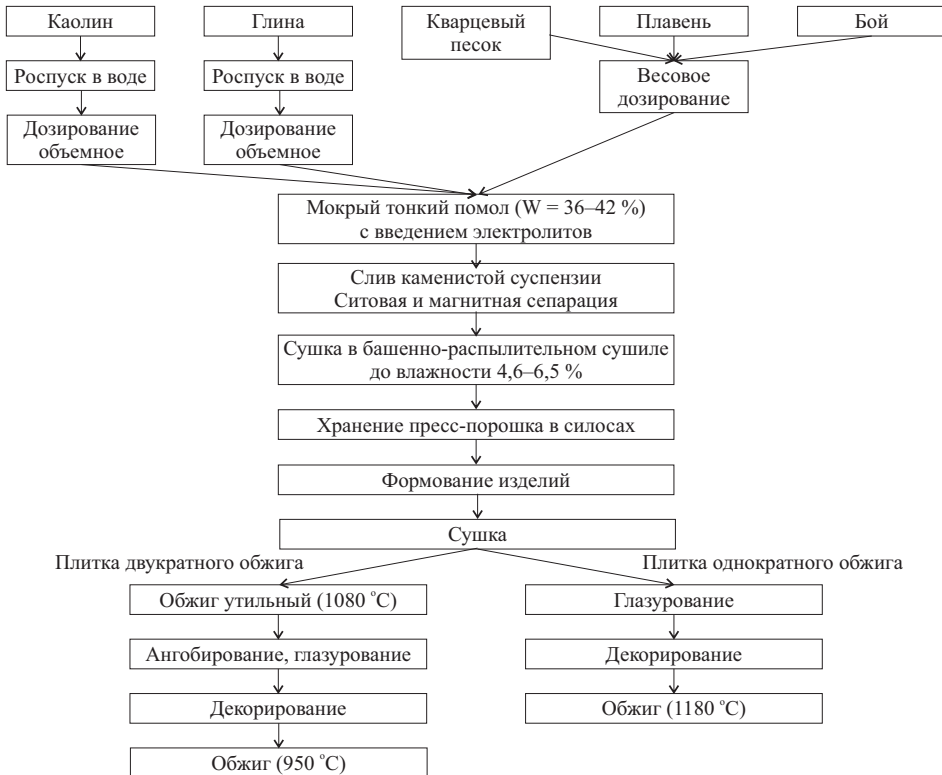 Каолин
Глина
Кварцевый
песок
Плавень
Бой
Роспуск в воде
Роспуск в воде
Весовое
дозирование
Дозирование
объемное
Дозирование
объемное
Мокрый тонкий помол (W = 36–42 %)
с введением электролитов
Слив каменистой суспензии
Ситовая и магнитная сепарация
Сушка в башенно-распылительном сушиле
до влажности 4,6–6,5 %
Хранение пресс-порошка в силосах
Формование изделий
Сушка
Плитка двукратного обжига
Плитка однократного обжига
Обжиг утильный (1080 °С)
Глазурование
Ангобирование, глазурование
Декорирование
Декорирование
Обжиг (1180 °С)
Обжиг (950 °С)